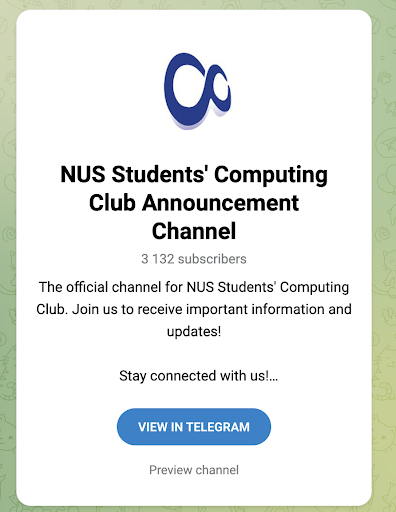 NUS Students' Computing
Club Announcement
Channel
3 132 subscribers
The official channel for NUS Students' Computing
Club. Join us to receive important information and
updates!
Stay connected with us!…
VIEW IN TELEGRAM
Preview channel